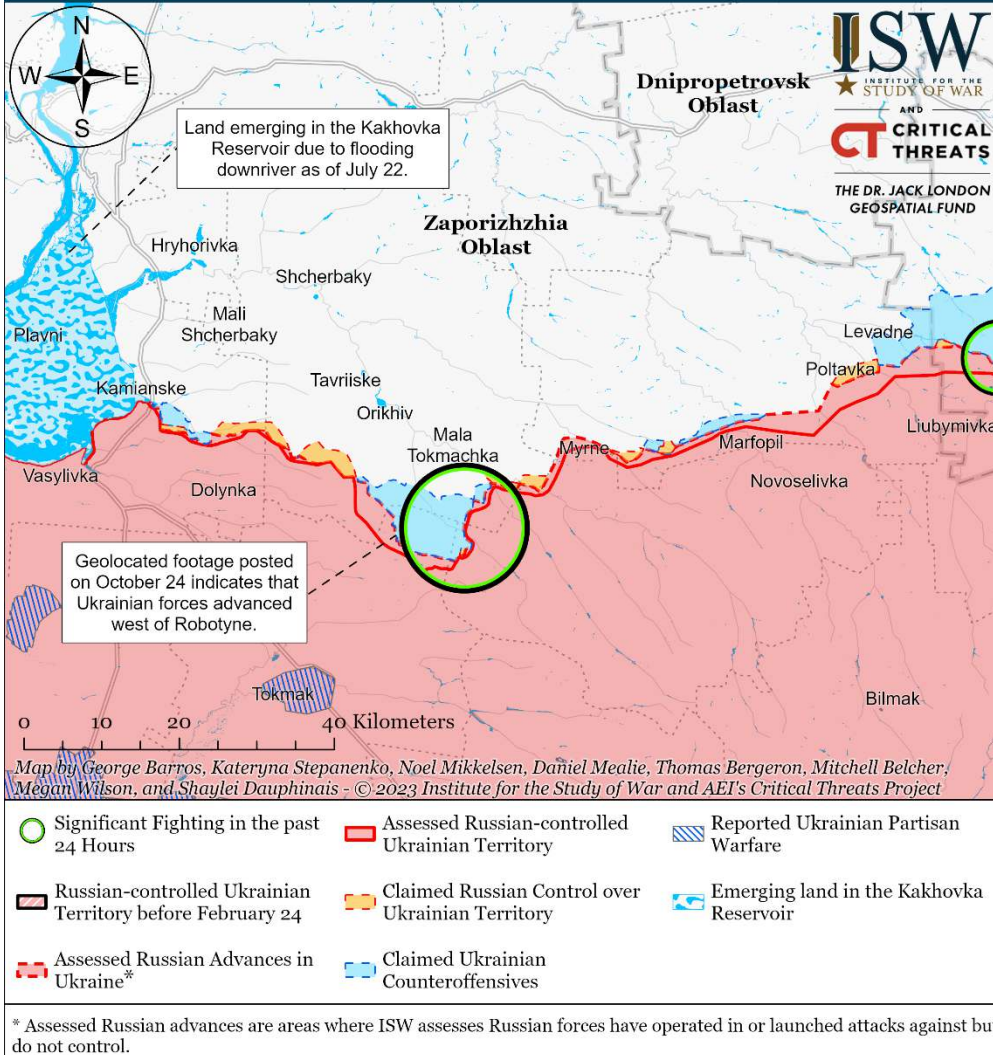 N
W E
S
ISW
INSTITUTE FOR THE
STUDY OF WAR
AND
CT CRITICAL
THREATS
THE DR. JACK LONDON
GEOSPATIAL FUND
Dnipropetrovsk
Oblast
Land emerging in the Kakhovka
Reservoir due to flooding
downriver as of July 22.
Zaporizhzhia
Oblast
Hryhorivka
Shcherbaky
Mali
Shcherbaky
Plavni
Levadne
Poltavka
Kamianske
Tavriiske
Orikhiv
Mala
Tokmachka
Myrne
Marfopil
Liubymivka
Vasylivka
Dolynka
Novoselivka
Geolocated footage posted
on October 24 indicates that
Ukrainian forces advanced
west of Robotyne.
Tokmak
Bilmak
0 10 20 40 Kilometers
Map by George Barros, Kateryna Stepanenko, Noel Mikkelsen, Daniel Mealie, Thomas Bergeron, Mitchell Belcher,
Megan Wilson, and Shaylei Dauphinais - © 2023 Institute for the Study of War and AEI's Critical Threats Project
Significant Fighting in the past
24 Hours
Russian-controlled Ukrainian
Territory before February 24
Assessed Russian Advances in
Ukraine*
Assessed Russian-controlled
Ukrainian Territory
Claimed Russian Control over
Ukrainian Territory
Claimed Ukrainian
Counteroffensives
Reported Ukrainian Partisan
Warfare
Emerging land in the Kakhovka
Reservoir
* Assessed Russian advances are areas where ISW assesses Russian forces have operated in or launched attacks against but
do not control.